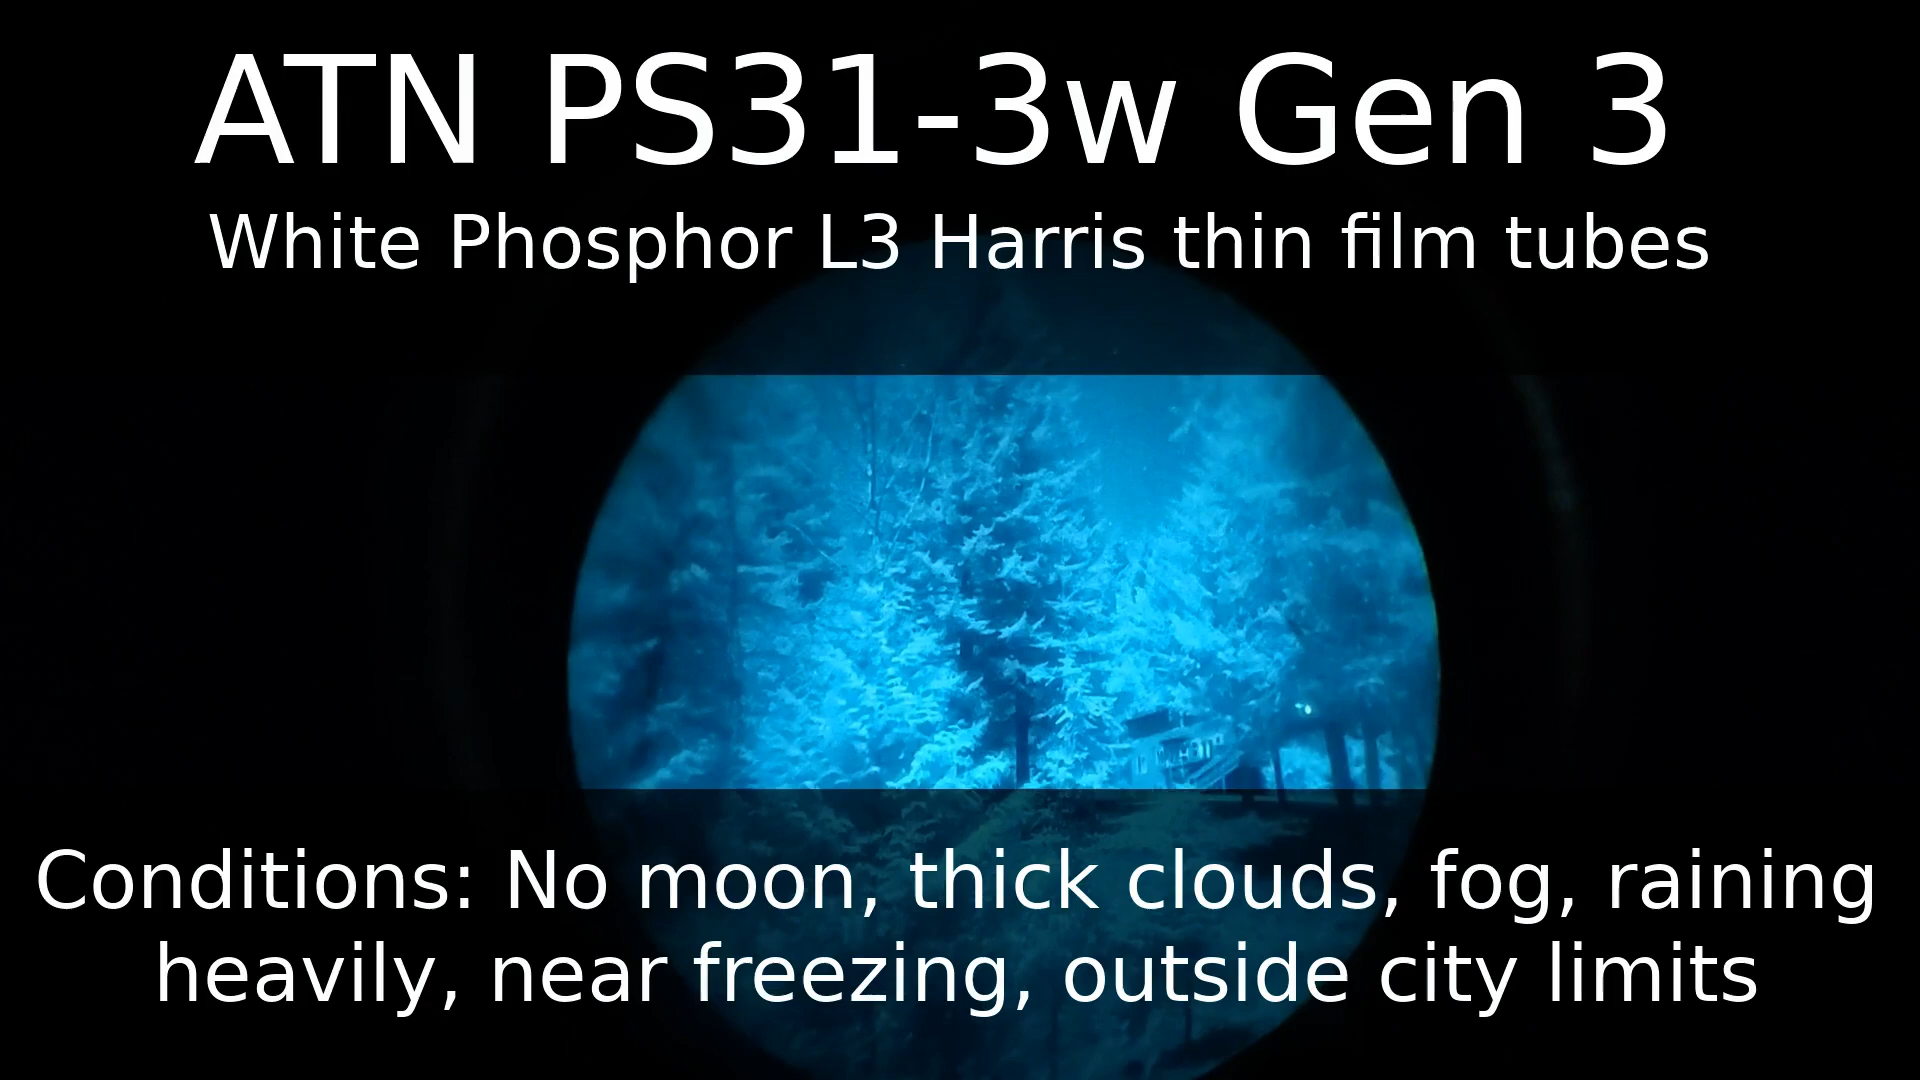 ATN PS31-3w Gen 3
White Phosphor L3 Harris thin film tubes
Conditions: No moon, thick clouds, fog, raining
heavily, near freezing, outside city limits